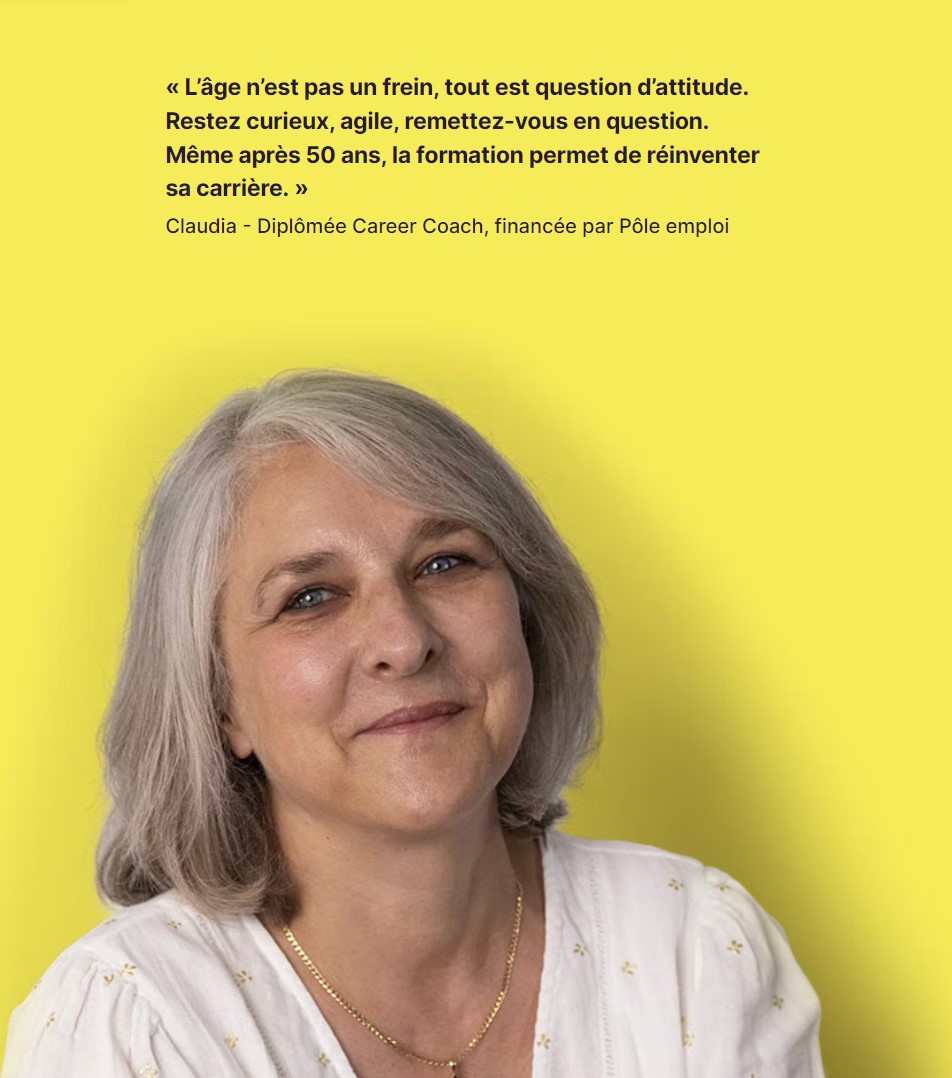 « L’âge n’est pas un frein, tout est question d’attitude.
Restez curieux, agile, remettez-vous en question.
Même après 50 ans, la formation permet de réinventer
sa carrière. »
Claudia - Diplômée Career Coach, financée par Pôle emploi